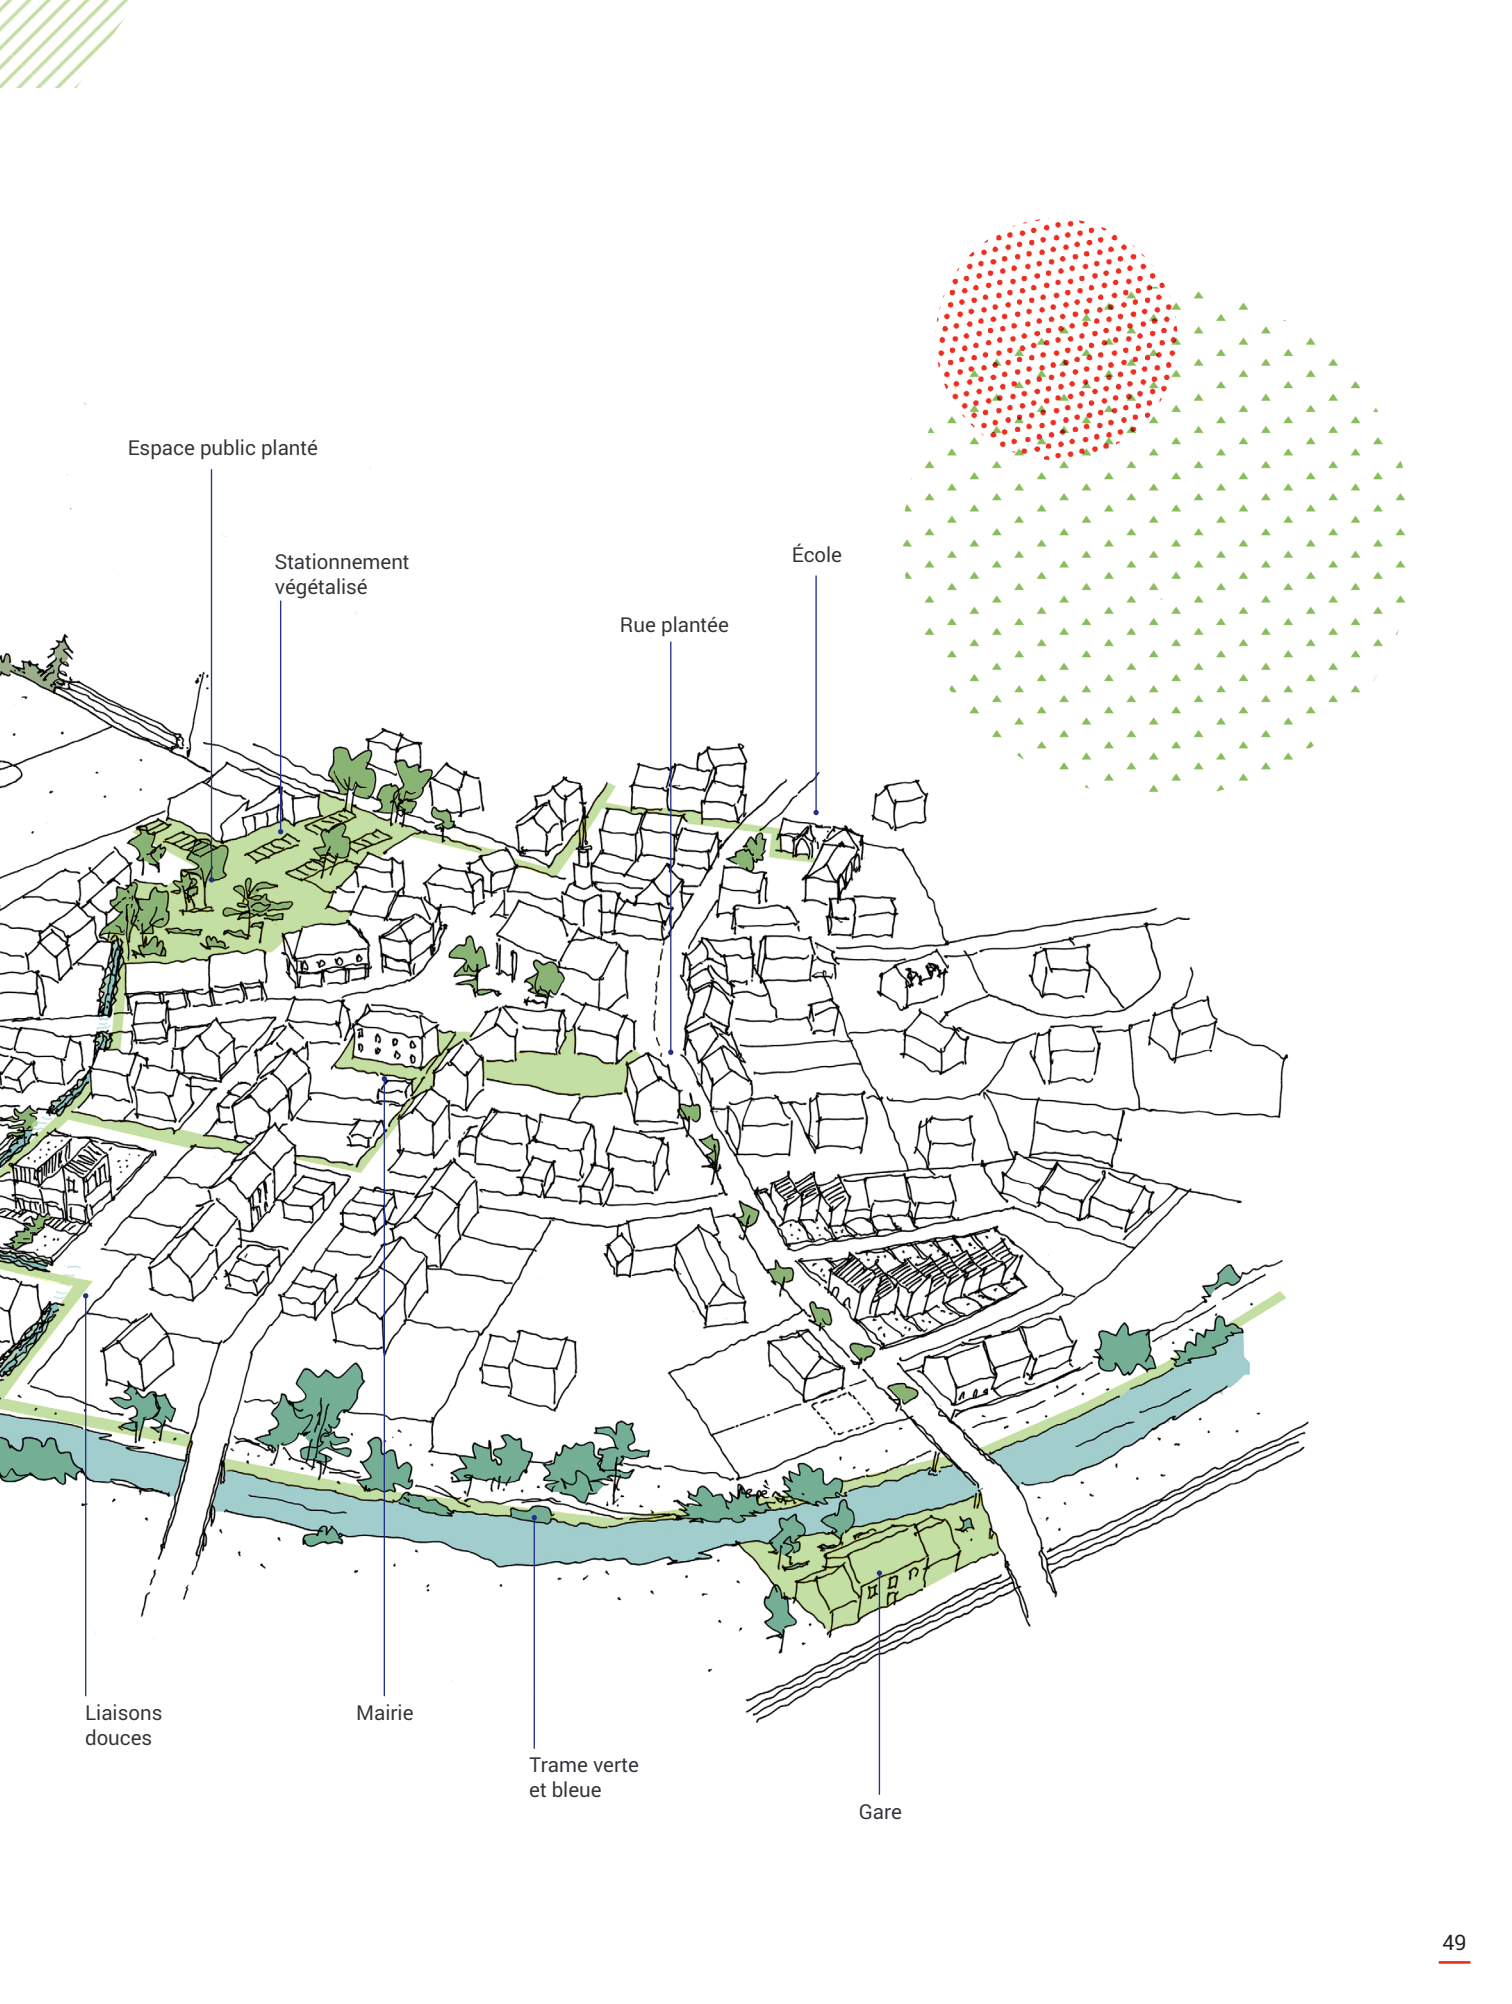 Espace public planté
Stationnement
végétalisé
École
Rue plantée
Liaisons
douces
Mairie
Trame verte
et bleue
Gare
49